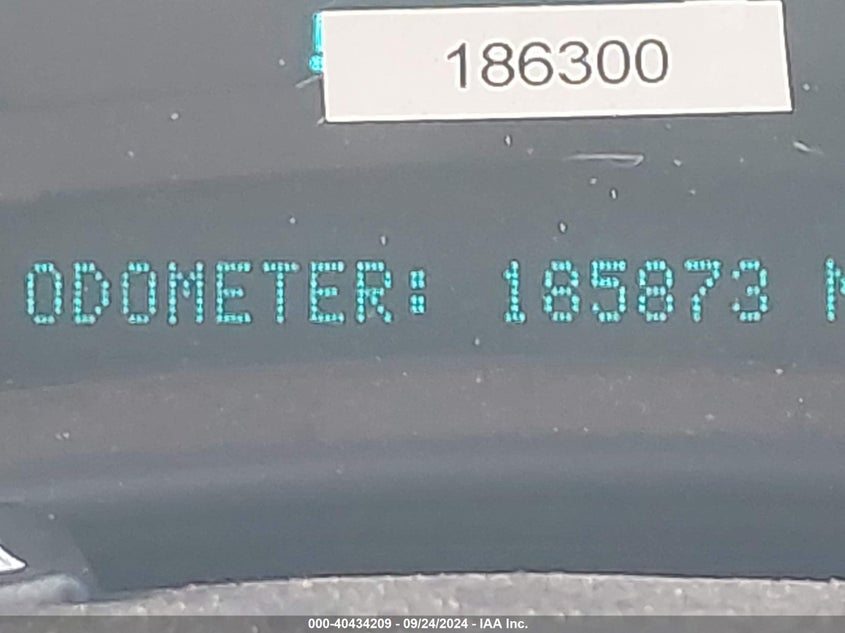 186300
ODOMETER: 185873 M
000-40434209 - 09/24/2024 - IAA Inc.